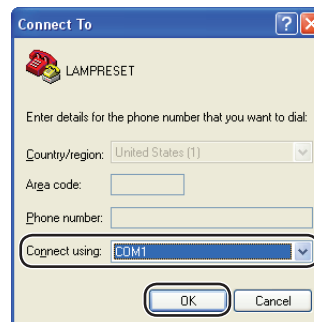 Connect To
LAMPRESET
Enter details for the phone number that you want to dial:
Country/region: United States (1)
Area code:
Phone number:
Connect using: COM1
OK Cancel